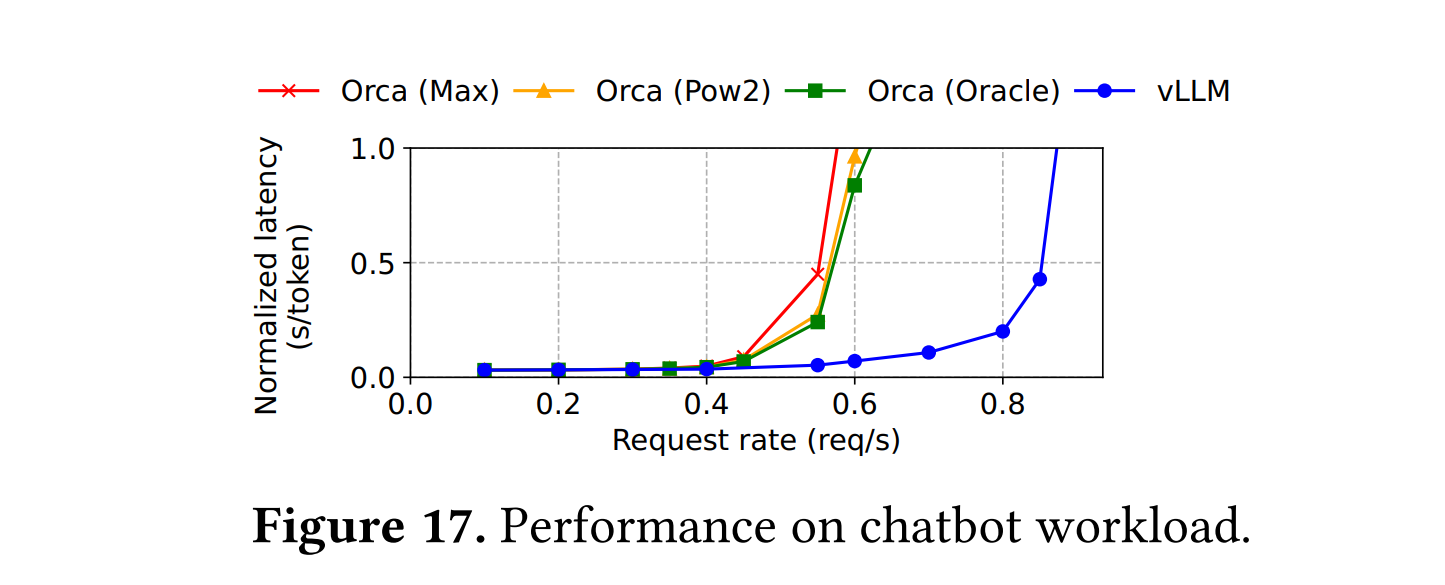 Orca (Max) Orca (Pow2) Orca (Oracle) vLLM
Normalized latency
(s/token)
1.0
0.5
0.0
0.0 0.2 0.4 0.6 0.8
Request rate (req/s)
Figure 17. Performance on chatbot workload.